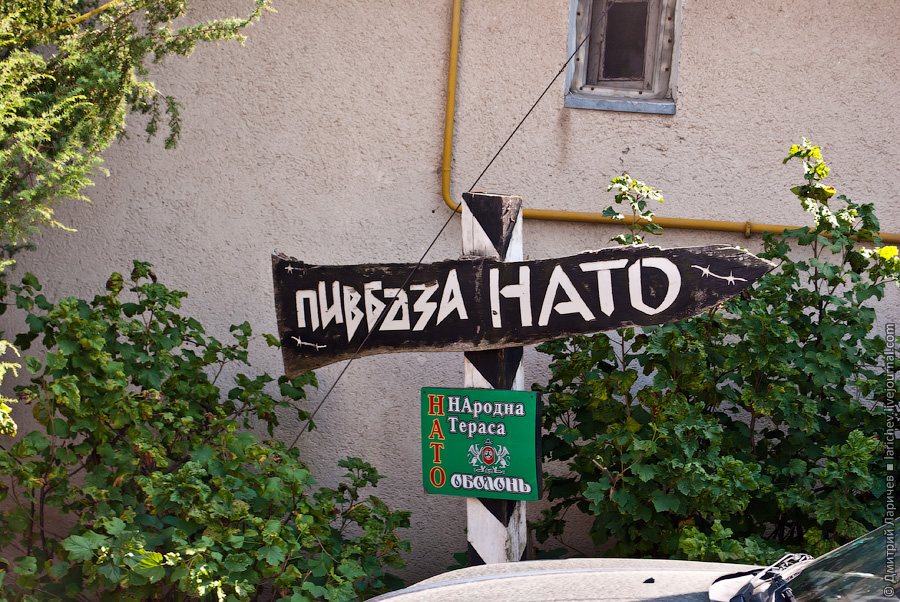 пивбаза НАТО
НАТО
НАродна
Тераса
Оболонь
© Дмитрий Ларичев ■ larichev.livejournal.com